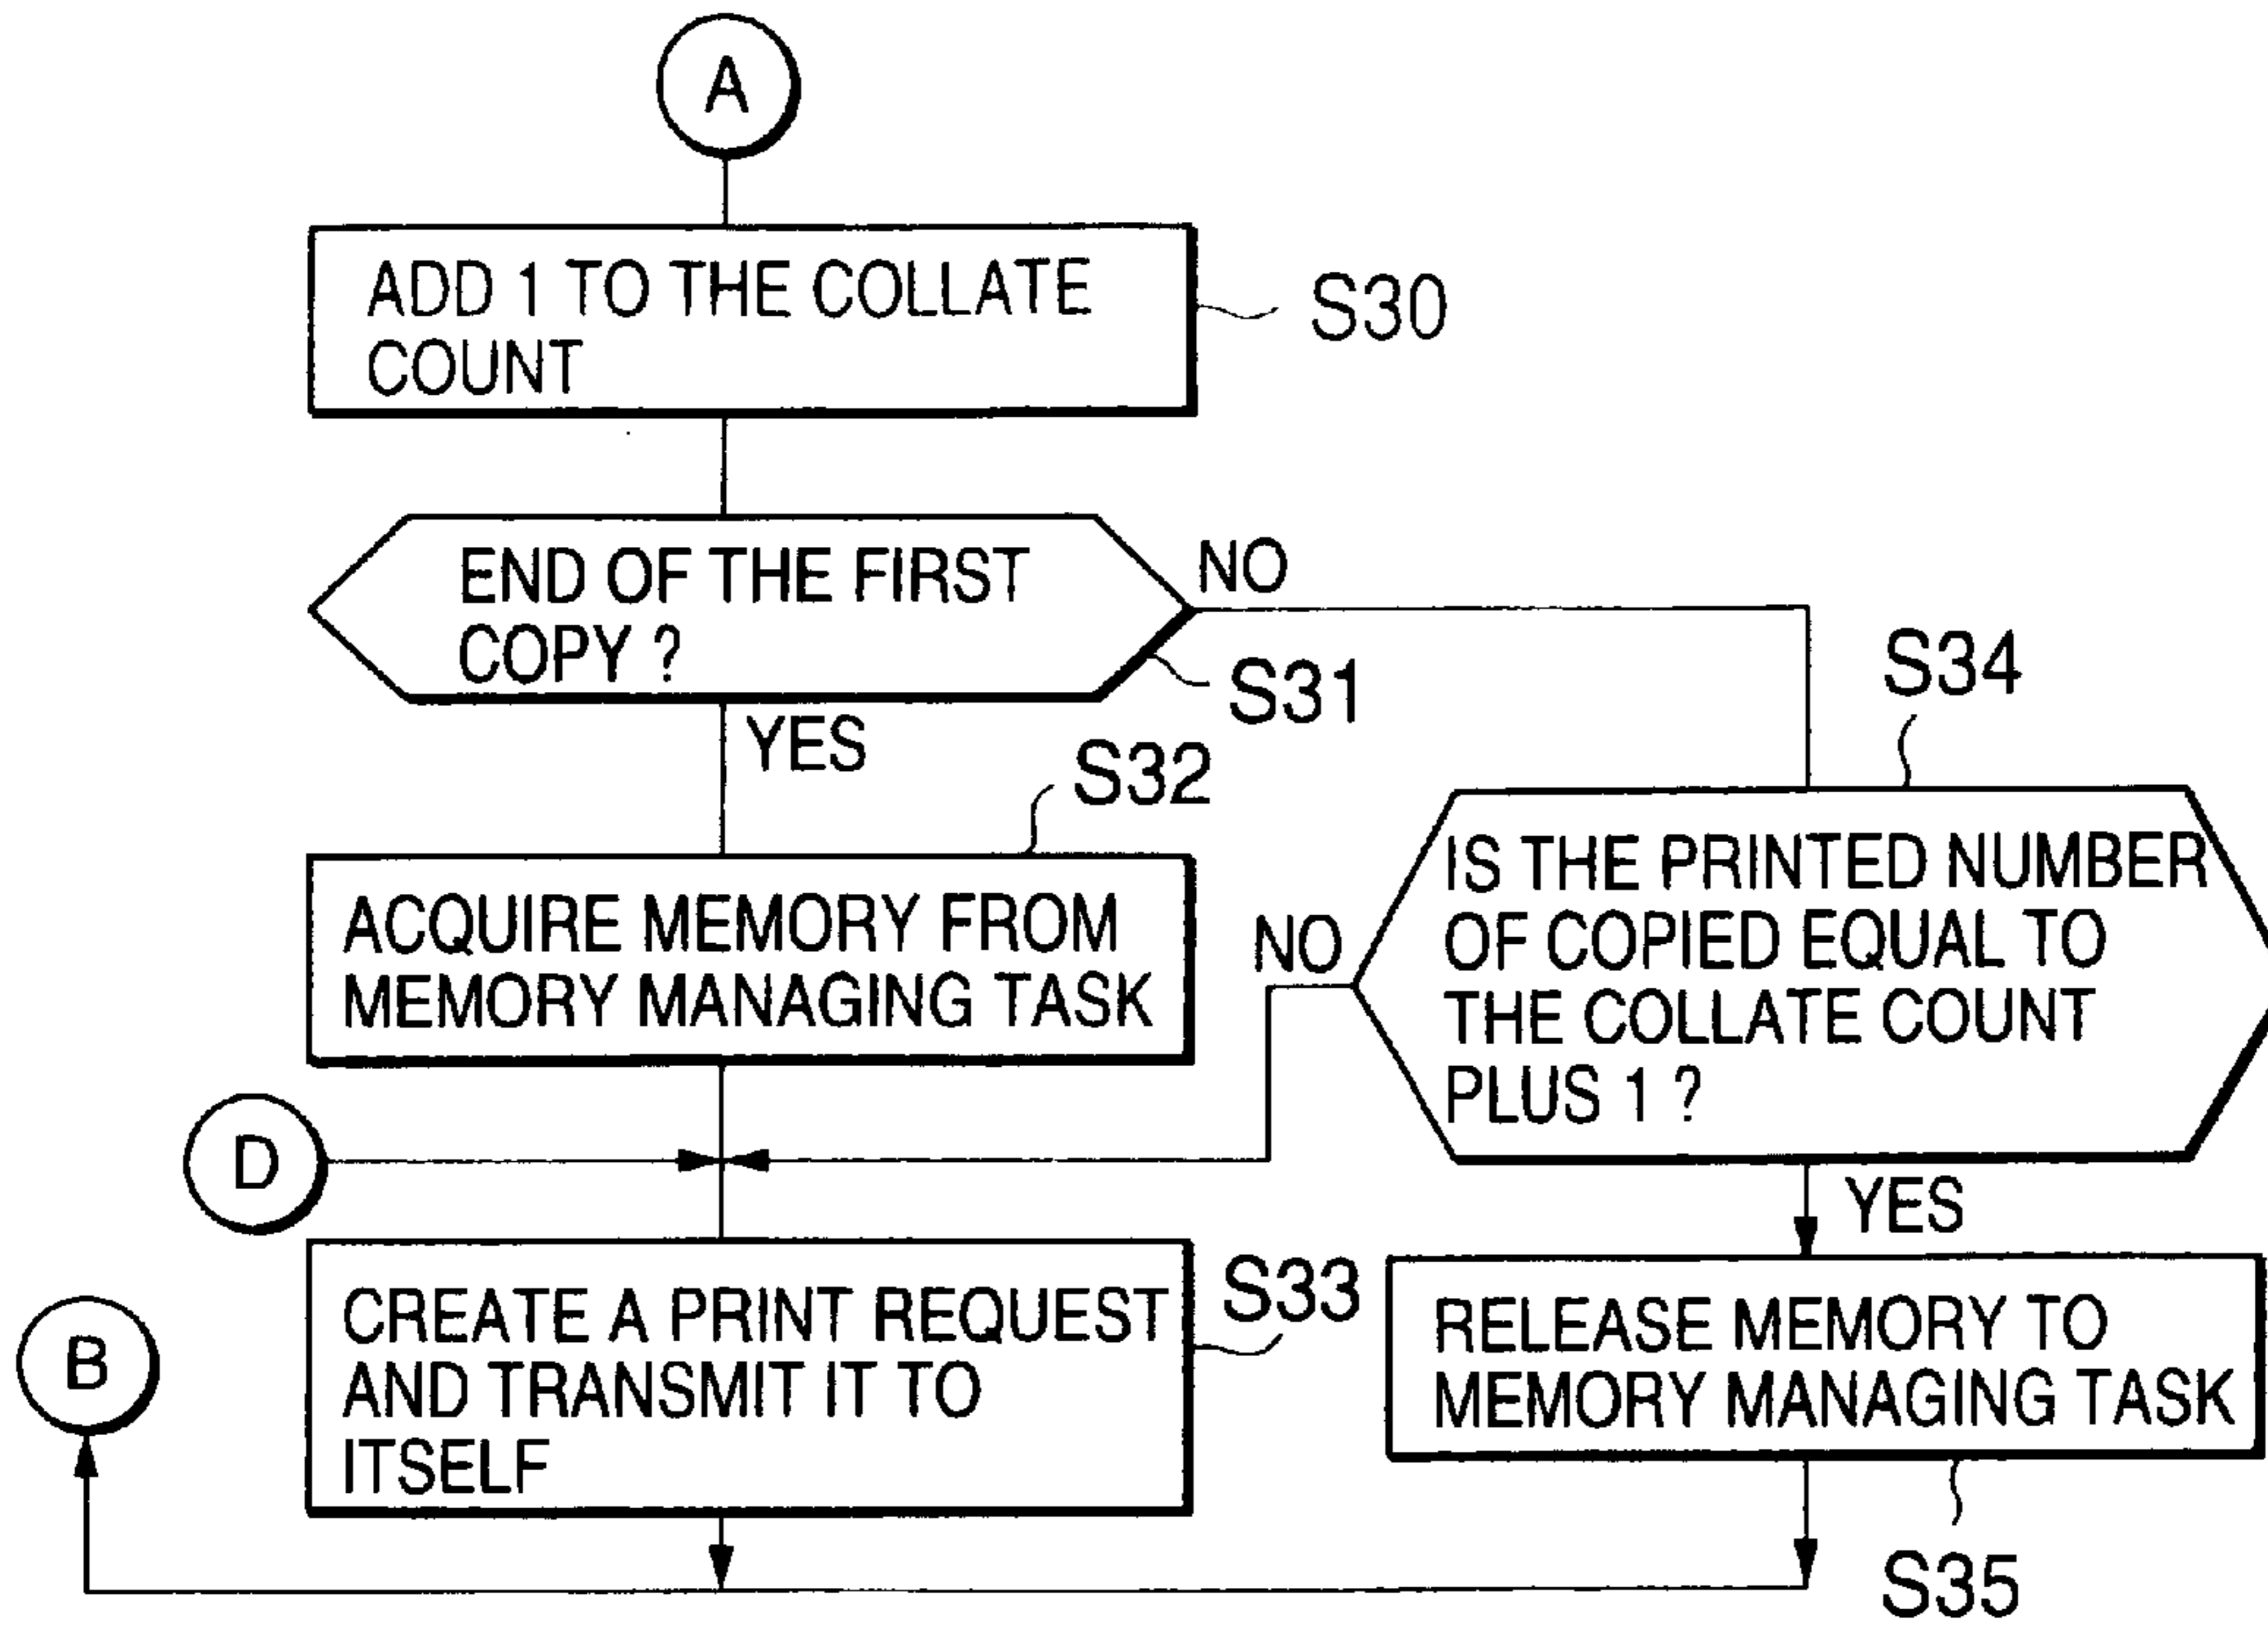 A
ADD 1 TO THE COLLATE
COUNT
S30
END OF THE FIRST
COPY ?
NO
S31
YES
S32
S34
ACQUIRE MEMORY FROM
MEMORY MANAGING TASK
NO
IS THE PRINTED NUMBER
OF COPIED EQUAL TO
THE COLLATE COUNT
PLUS 1 ?
D
YES
B
CREATE A PRINT REQUEST
AND TRANSMIT IT TO
ITSELF
S33
RELEASE MEMORY TO
MEMORY MANAGING TASK
S35